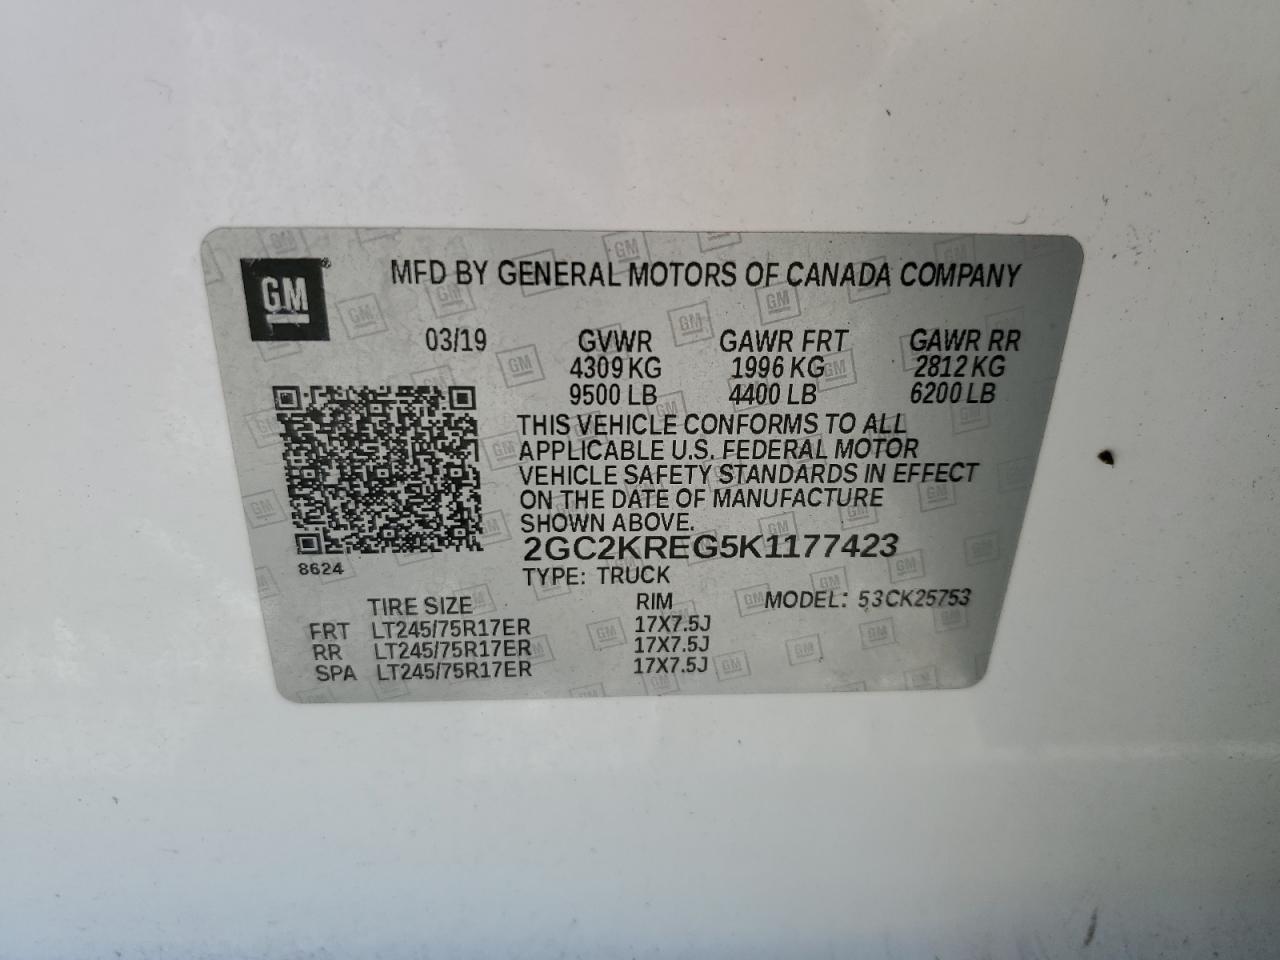 GM
MFD BY GENERAL MOTORS OF CANADA COMPANY
03/19 GVWR GAWR FRT GAWR RR
4309 KG 1996 KG 2812 KG
9500 LB 4400 LB 6200 LB
THIS VEHICLE CONFORMS TO ALL
APPLICABLE U.S. FEDERAL MOTOR
VEHICLE SAFETY STANDARDS IN EFFECT
ON THE DATE OF MANUFACTURE
SHOWN ABOVE.
2GC2KREG5K1177423
8624
TYPE: TRUCK
TIRE SIZE RIM MODEL: 53CK25753
FRT LT245/75R17ER 17X7.5J
RR LT245/75R17ER 17X7.5J
SPA LT245/75R17ER 17X7.5J